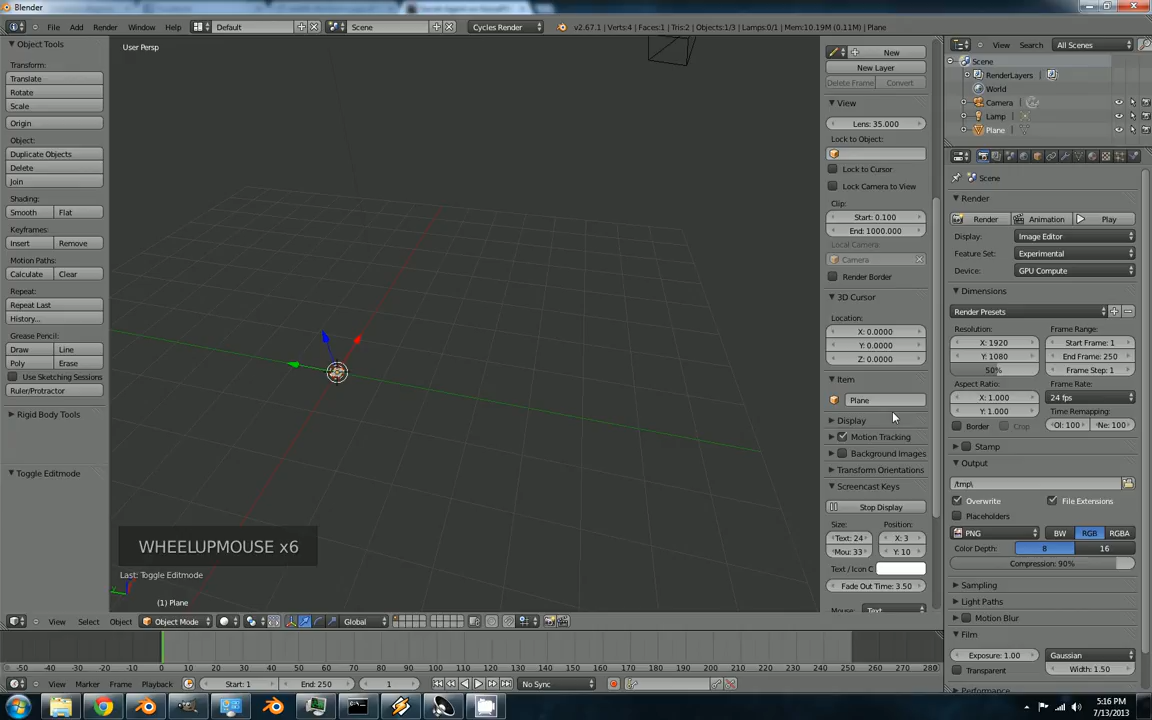 Blender
File Add Render Window Help Default Scene Cycles Render v2.67.1 | Verts:4 | Faces:1 | Tris:2 | Objects:1/3 | Lamps:0/1 | Mem:10.19M (0.11M) | Plane
Object Tools
Transform:
Translate
Rotate
Scale
Origin
Object:
Duplicate Objects
Delete
Join
Shading:
Smooth Flat
Keyframes:
Insert Remove
Motion Paths:
Calculate Clear
Repeat:
Repeat Last
History...
Grease Pencil:
Draw Line
Poly Erase
Use Sketching Sessions
Ruler/Protractor
Rigid Body Tools
Toggle Editmode
User Persp
WHEELUPMOUSE x6
Last: Toggle Editmode
(1) Plane
New
New Layer
Delete Frame Convert
View
Lens: 35.000
Lock to Object:
Lock to Cursor
Lock Camera to View
Clip:
Start: 0.100
End: 1000.000
Local Camera:
Camera
Render Border
3D Cursor
Location:
X: 0.0000
Y: 0.0000
Z: 0.0000
Item
Plane
Display
Motion Tracking
Background Images
Transform Orientations
Screencast Keys
Stop Display
Size: Position:
Text: 24 X: 3
Mou: 33 Y: 10
Text / Icon C
Fade Out Time: 3.50
Mouse: Text
View Search All Scenes
Scene
RenderLayers
World
Camera
Lamp
Plane
Scene
Render
Render Animation Play
Display: Image Editor
Feature Set: Experimental
Device: GPU Compute
Dimensions
Render Presets
Resolution: Frame Range:
X: 1920 Start Frame: 1
Y: 1080 End Frame: 250
50% Frame Step: 1
Aspect Ratio: Frame Rate:
X: 1.000 24 fps
Y: 1.000 Time Remapping:
Border Crop Ol: 100 Ne: 100
Stamp
Output
/tmp\
Overwrite File Extensions
Placeholders
PNG BW RGB RGBA
Color Depth: 8 16
Compression: 90%
Sampling
Light Paths
Motion Blur
Film
Exposure: 1.00 Gaussian
Transparent Width: 1.50
Performance
View Select Object Object Mode Global
-50 -40 -30 -20 -10 0 10 20 30 40 50 60 70 80 90 100 110 120 130 140 150 160 170 180 190 200 210 220 230 240 250 260 270 280
View Marker Frame Playback Start: 1 End: 250 1 No Sync
5:16 PM
7/13/2013